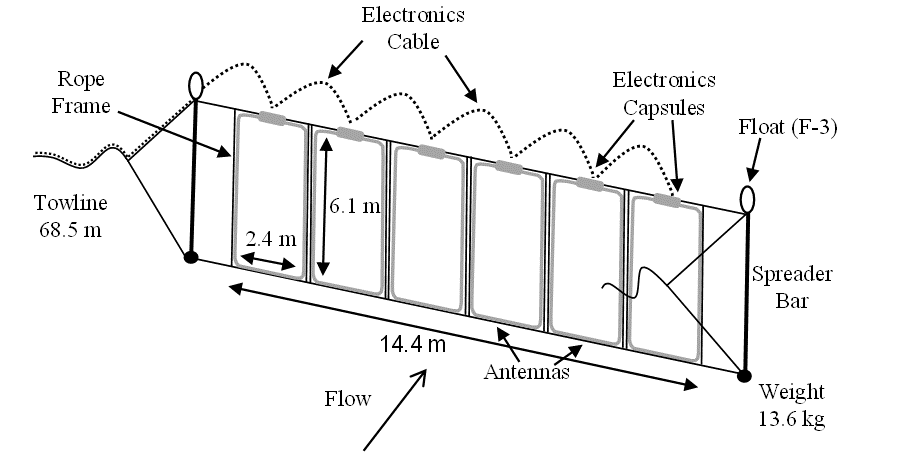 Electronics
Cable
Rope
Frame
Electronics
Capsules
Float (F-3)
Towline
68.5 m
6.1 m
2.4 m
Spreader
Bar
14.4 m
Antennas
Flow
Weight
13.6 kg